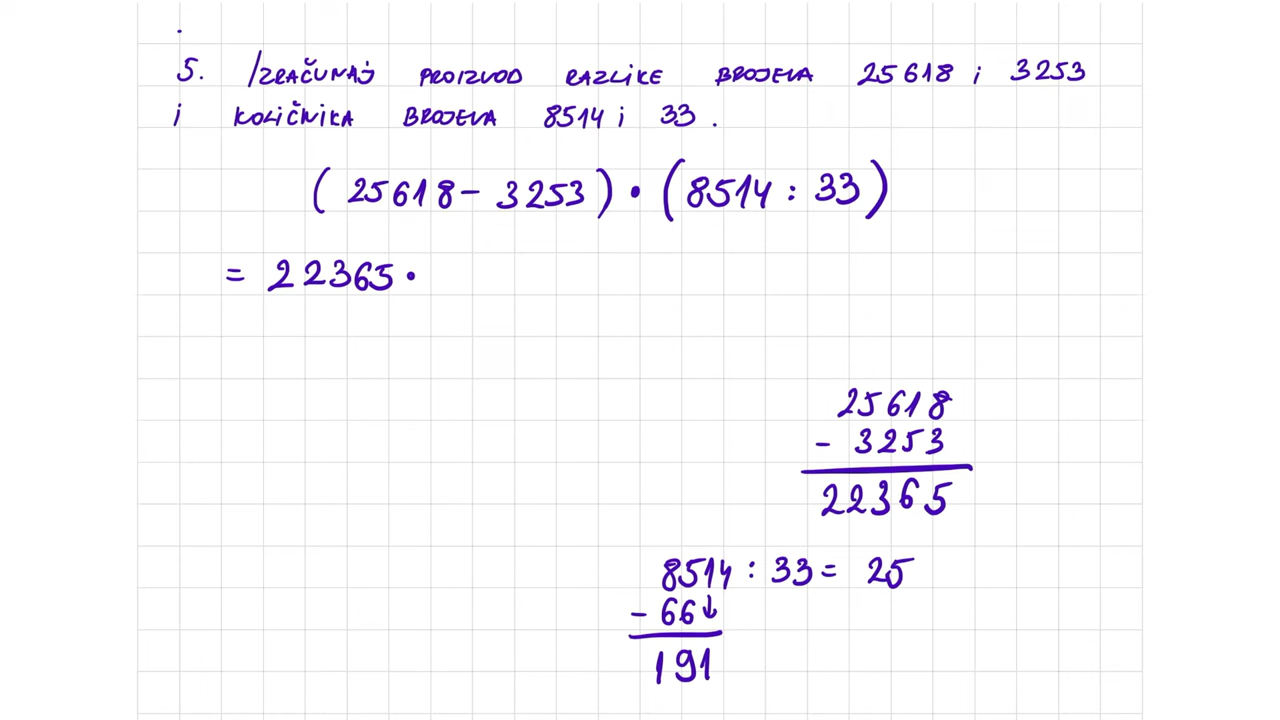 5. Izračunaj proizvod razlike brojeva 25618 i 3253
i količnika brojeva 8514 i 33.
(25618 - 3253) • (8514 : 33)
= 22365 •
25618
- 3253
22365
8514 : 33 = 25
- 66↓
191